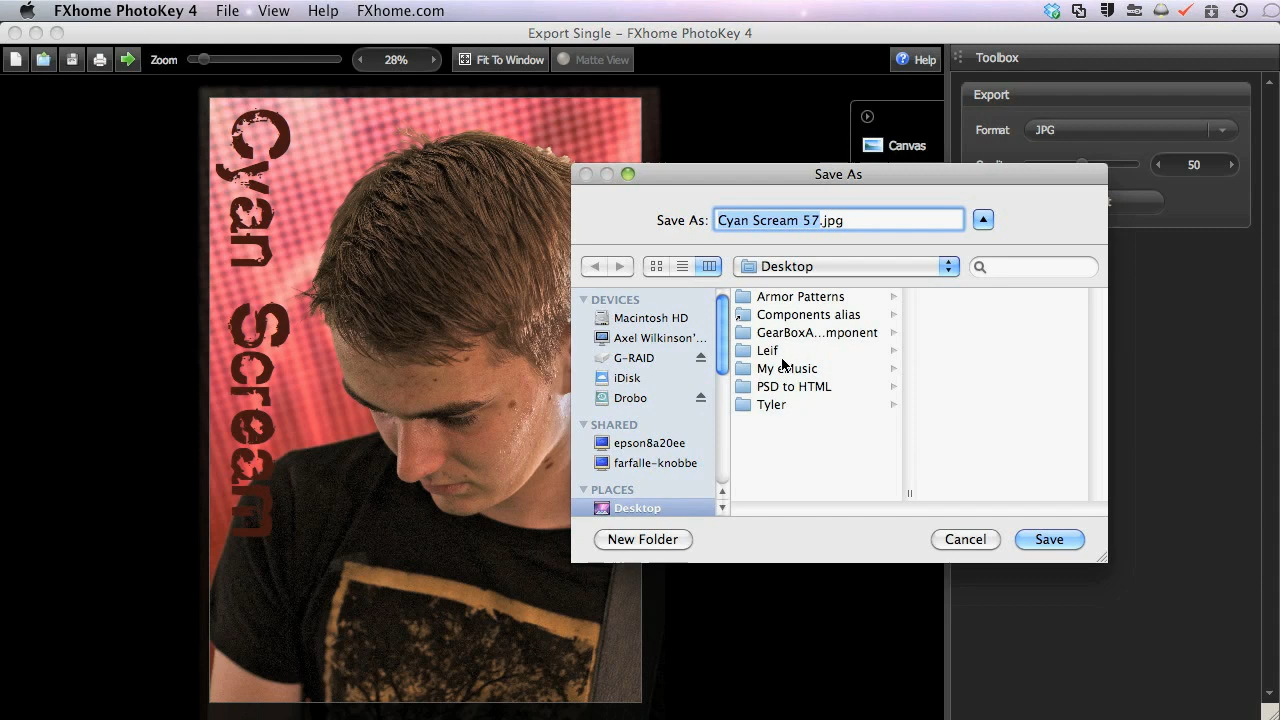 FXhome PhotoKey 4 File View Help FXhome.com
Export Single – FXhome PhotoKey 4
Zoom 28% Fit To Window Matte View Help
Toolbox
Export
Format JPG
50
Canvas
Cyan Scream
Save As
Save As: Cyan Scream 57.jpg
Desktop
DEVICES
Macintosh HD
Axel Wilkinson'...
G-RAID
iDisk
Drobo
SHARED
epson8a20ee
farfalle-knobbe
PLACES
Desktop
Armor Patterns
Components alias
GearBoxA...mponent
Leif
My eMusic
PSD to HTML
Tyler
New Folder Cancel Save